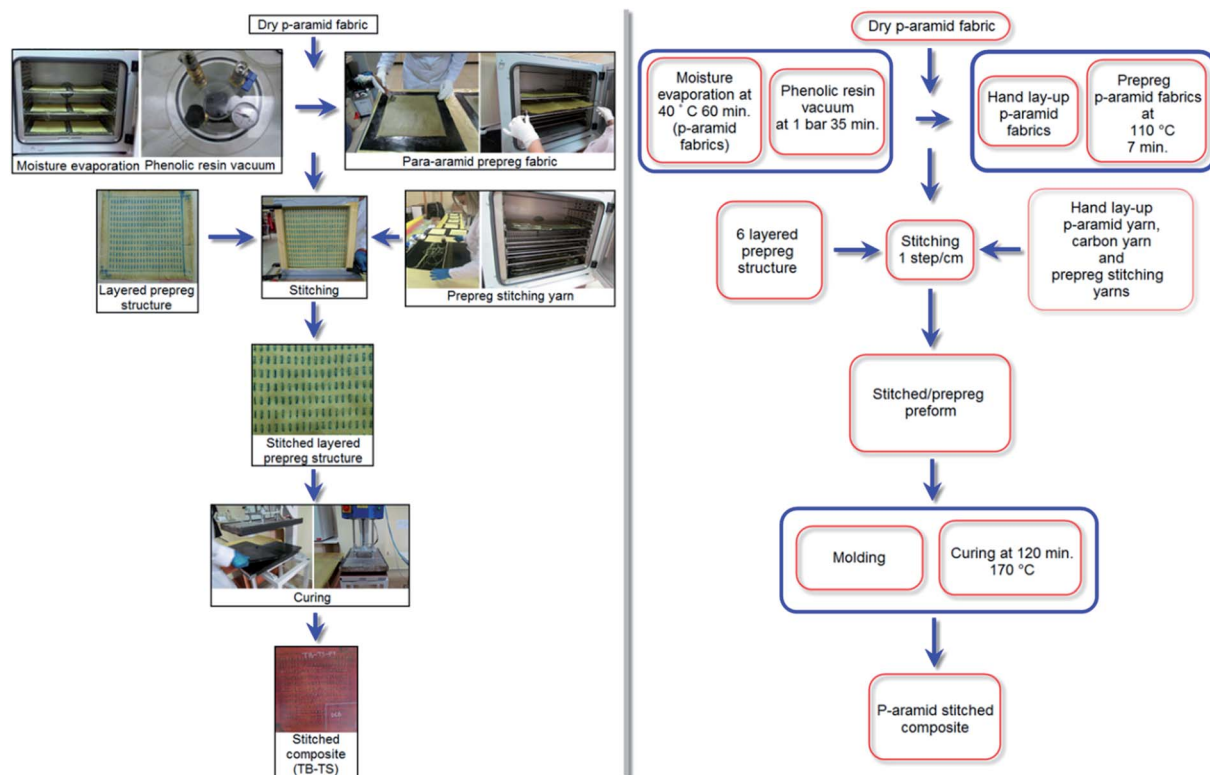 Dry p-aramid fabric
Moisture evaporation
Phenolic resin vacuum
Para-aramid prepreg fabric
Layered prepreg
structure
Stitching
Prepreg stitching yarn
Stitched layered
prepreg structure
Curing
Stitched
composite
(TB-TS)
Dry p-aramid fabric
Moisture
evaporation at
40 ° C 60 min.
(p-aramid
fabrics)
Phenolic resin
vacuum
at 1 bar 35 min.
Hand lay-up
p-aramid
fabrics
Prepreg
p-aramid fabrics
at
110 °C
7 min.
6 layered
prepreg
structure
Stitching
1 step/cm
Hand lay-up
p-aramid yarn,
carbon yarn
and
prepreg stitching
yarns
Stitched/prepreg
preform
Molding
Curing at 120 min.
170 °C
P-aramid stitched
composite